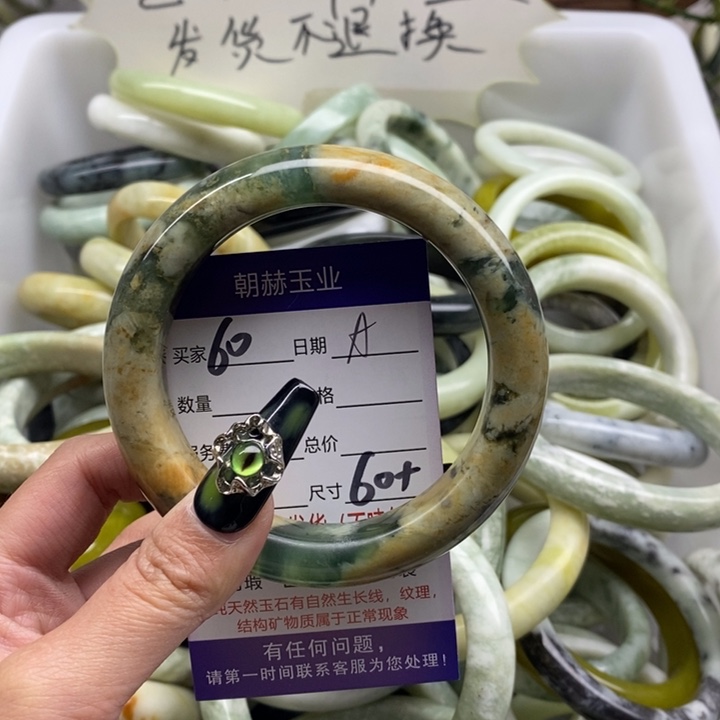 发货不退换
朝赫玉业
买家 60 日期 A
数量 格
服务 总价
尺寸 60+
纯天然玉石有自然生长线，纹理，
结构矿物质属于正常现象
有任何问题，
请第一时间联系客服为您处理！